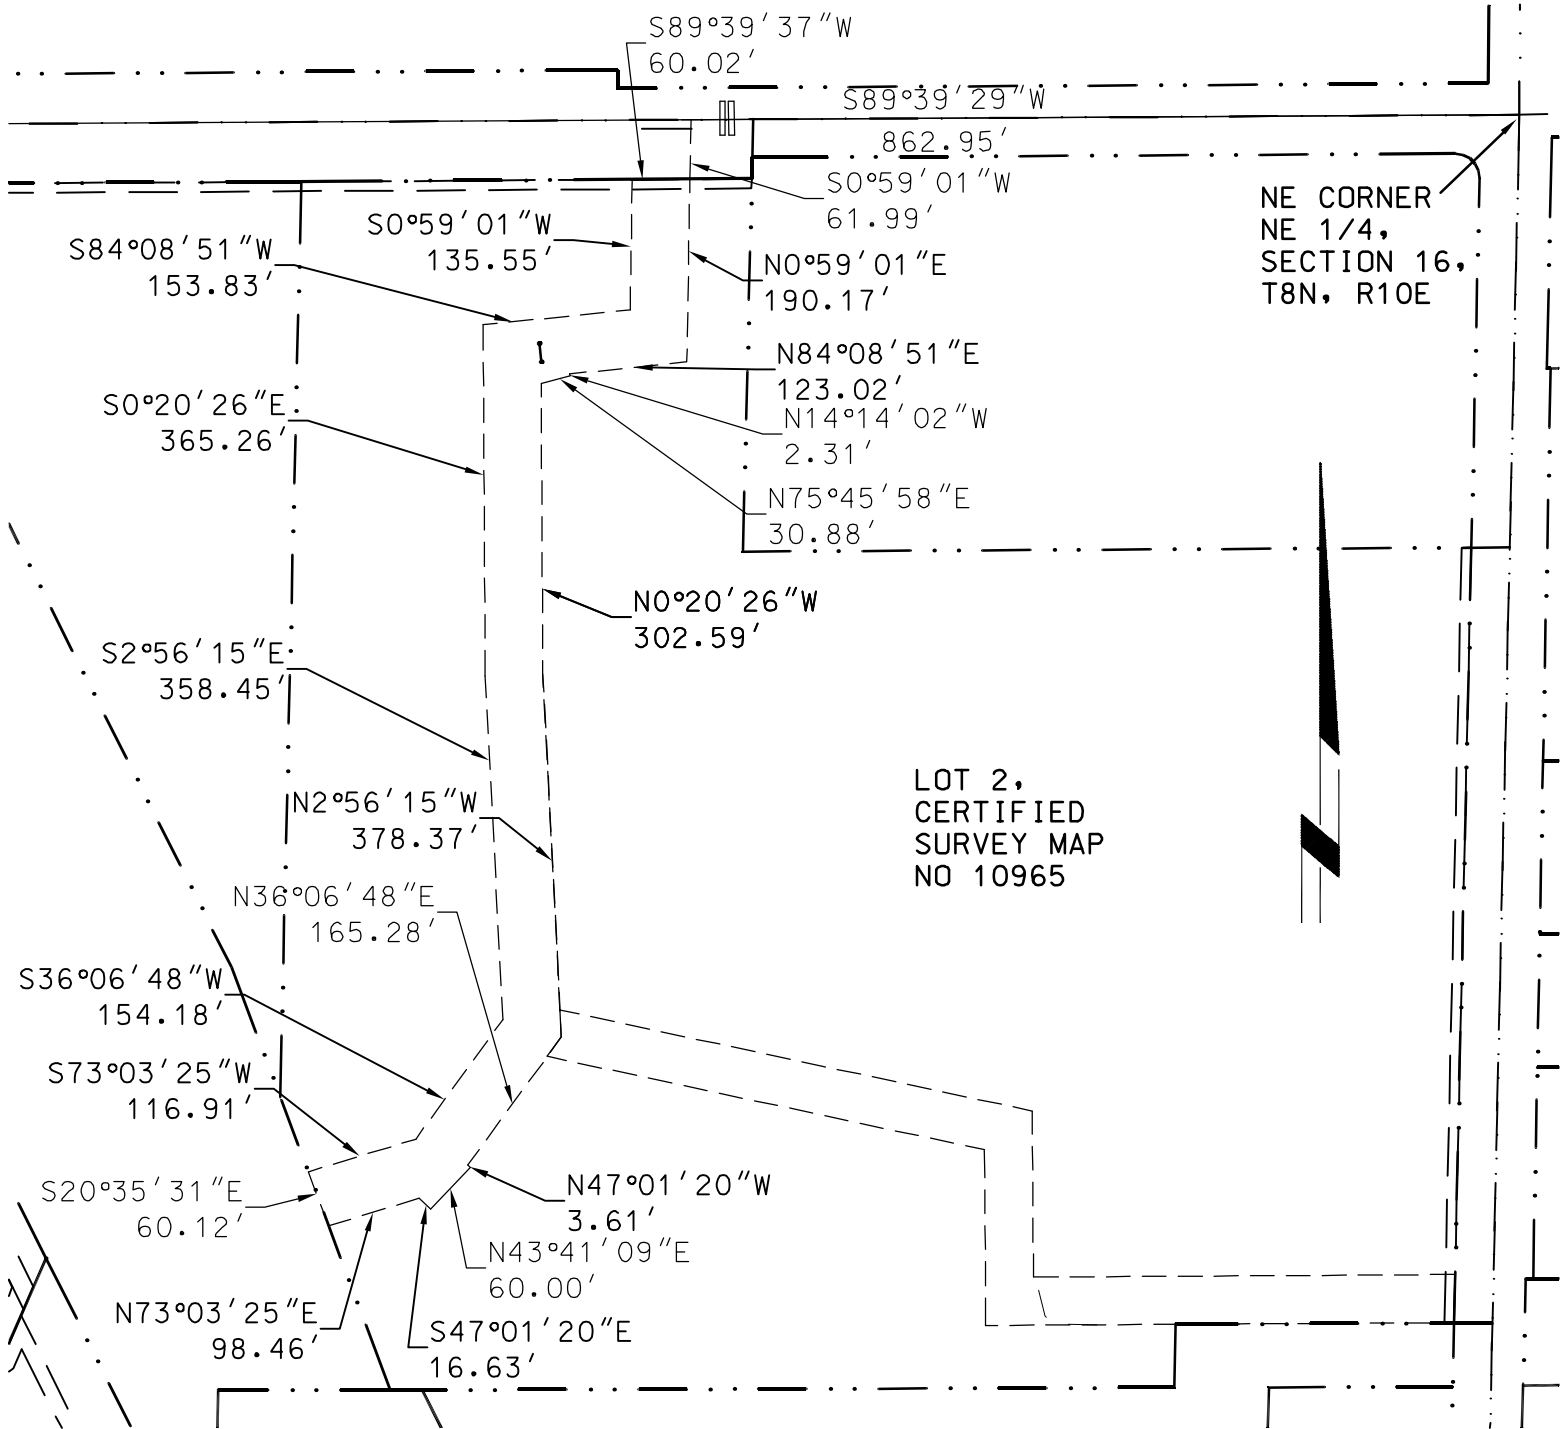 S89°39'37"W
60.02'
S89°39'29"W
862.95'
S0°59'01"W
61.99'
NE CORNER
NE 1/4,
SECTION 16,
T8N, R10E
S0°59'01"W
135.55'
S84°08'51"W
153.83'
N0°59'01"E
190.17'
N84°08'51"E
123.02'
N14°14'02"W
2.31'
S0°20'26"E
365.26'
N75°45'58"E
30.88'
N0°20'26"W
302.59'
S2°56'15"E
358.45'
LOT 2,
CERTIFIED
SURVEY MAP
NO 10965
N2°56'15"W
378.37'
N36°06'48"E
165.28'
S36°06'48"W
154.18'
S73°03'25"W
116.91'
S20°35'31"E
60.12'
N47°01'20"W
3.61'
N43°41'09"E
60.00'
N73°03'25"E
98.46'
S47°01'20"E
16.63'